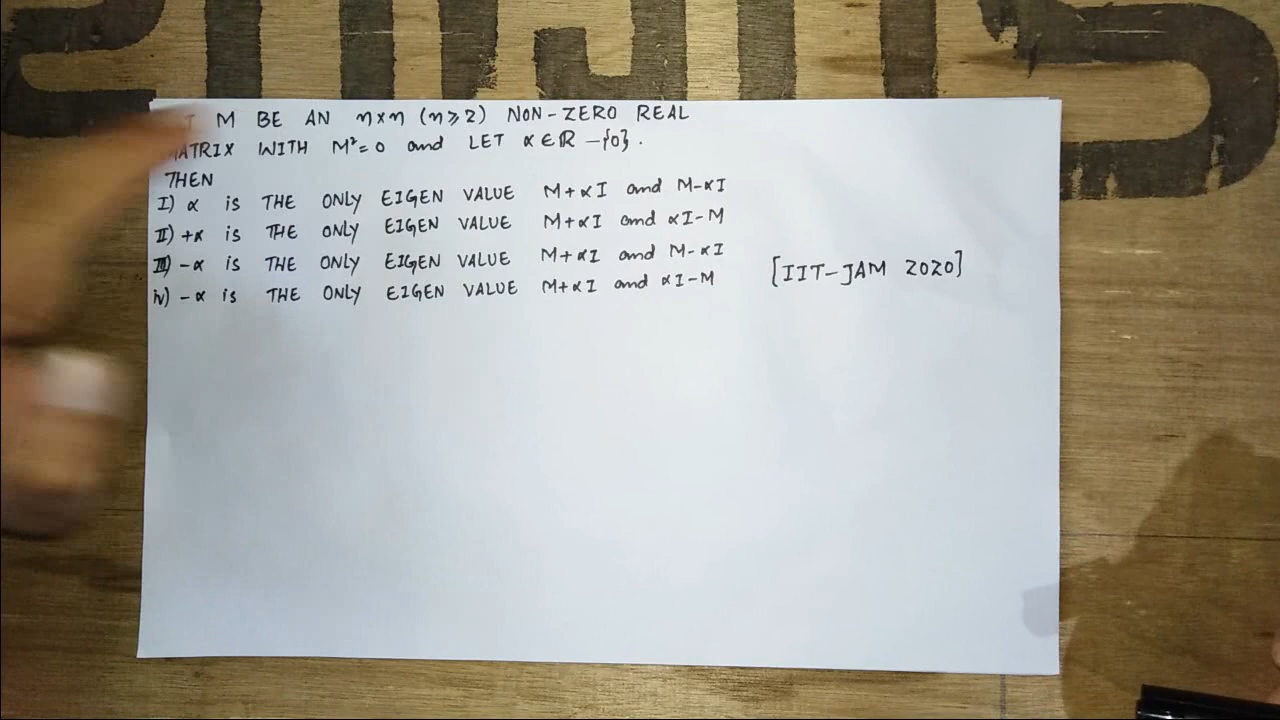 M BE AN n×n (n⩾2) NON-ZERO REAL
MATRIX WITH M²=0 and LET α∈ℝ-{0}.
THEN
I) α is THE ONLY EIGEN VALUE M+αI and M-αI
II) +α is THE ONLY EIGEN VALUE M+αI and αI-M
III) -α is THE ONLY EIGEN VALUE M+αI and M-αI
iv) -α is THE ONLY EIGEN VALUE M+αI and αI-M
[IIT-JAM 2020]